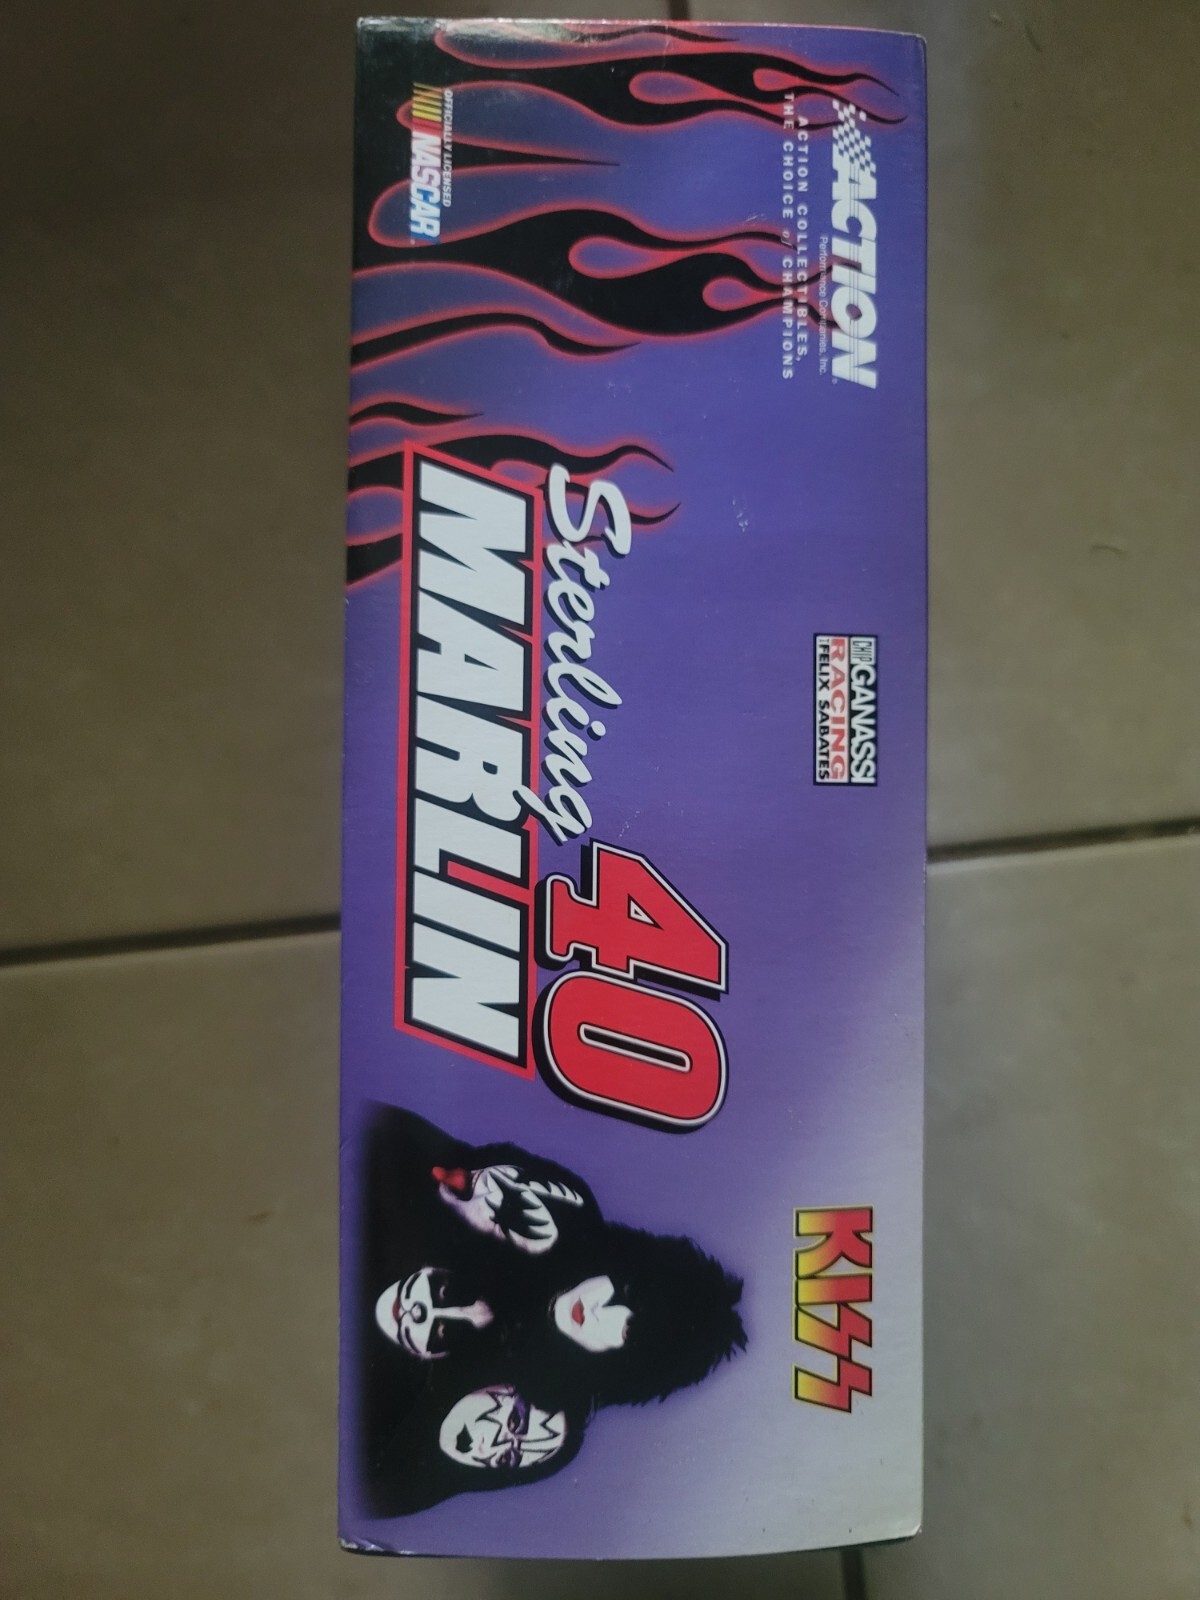 ACTION
Performance Companies, Inc.
ACTION COLLECTIBLES,
THE CHOICE of CHAMPIONS
OFFICIALLY LICENSED
NASCAR
CHIP GANASSI
RACING
FELIX SABATES
Sterling
40
MARLIN
KISS